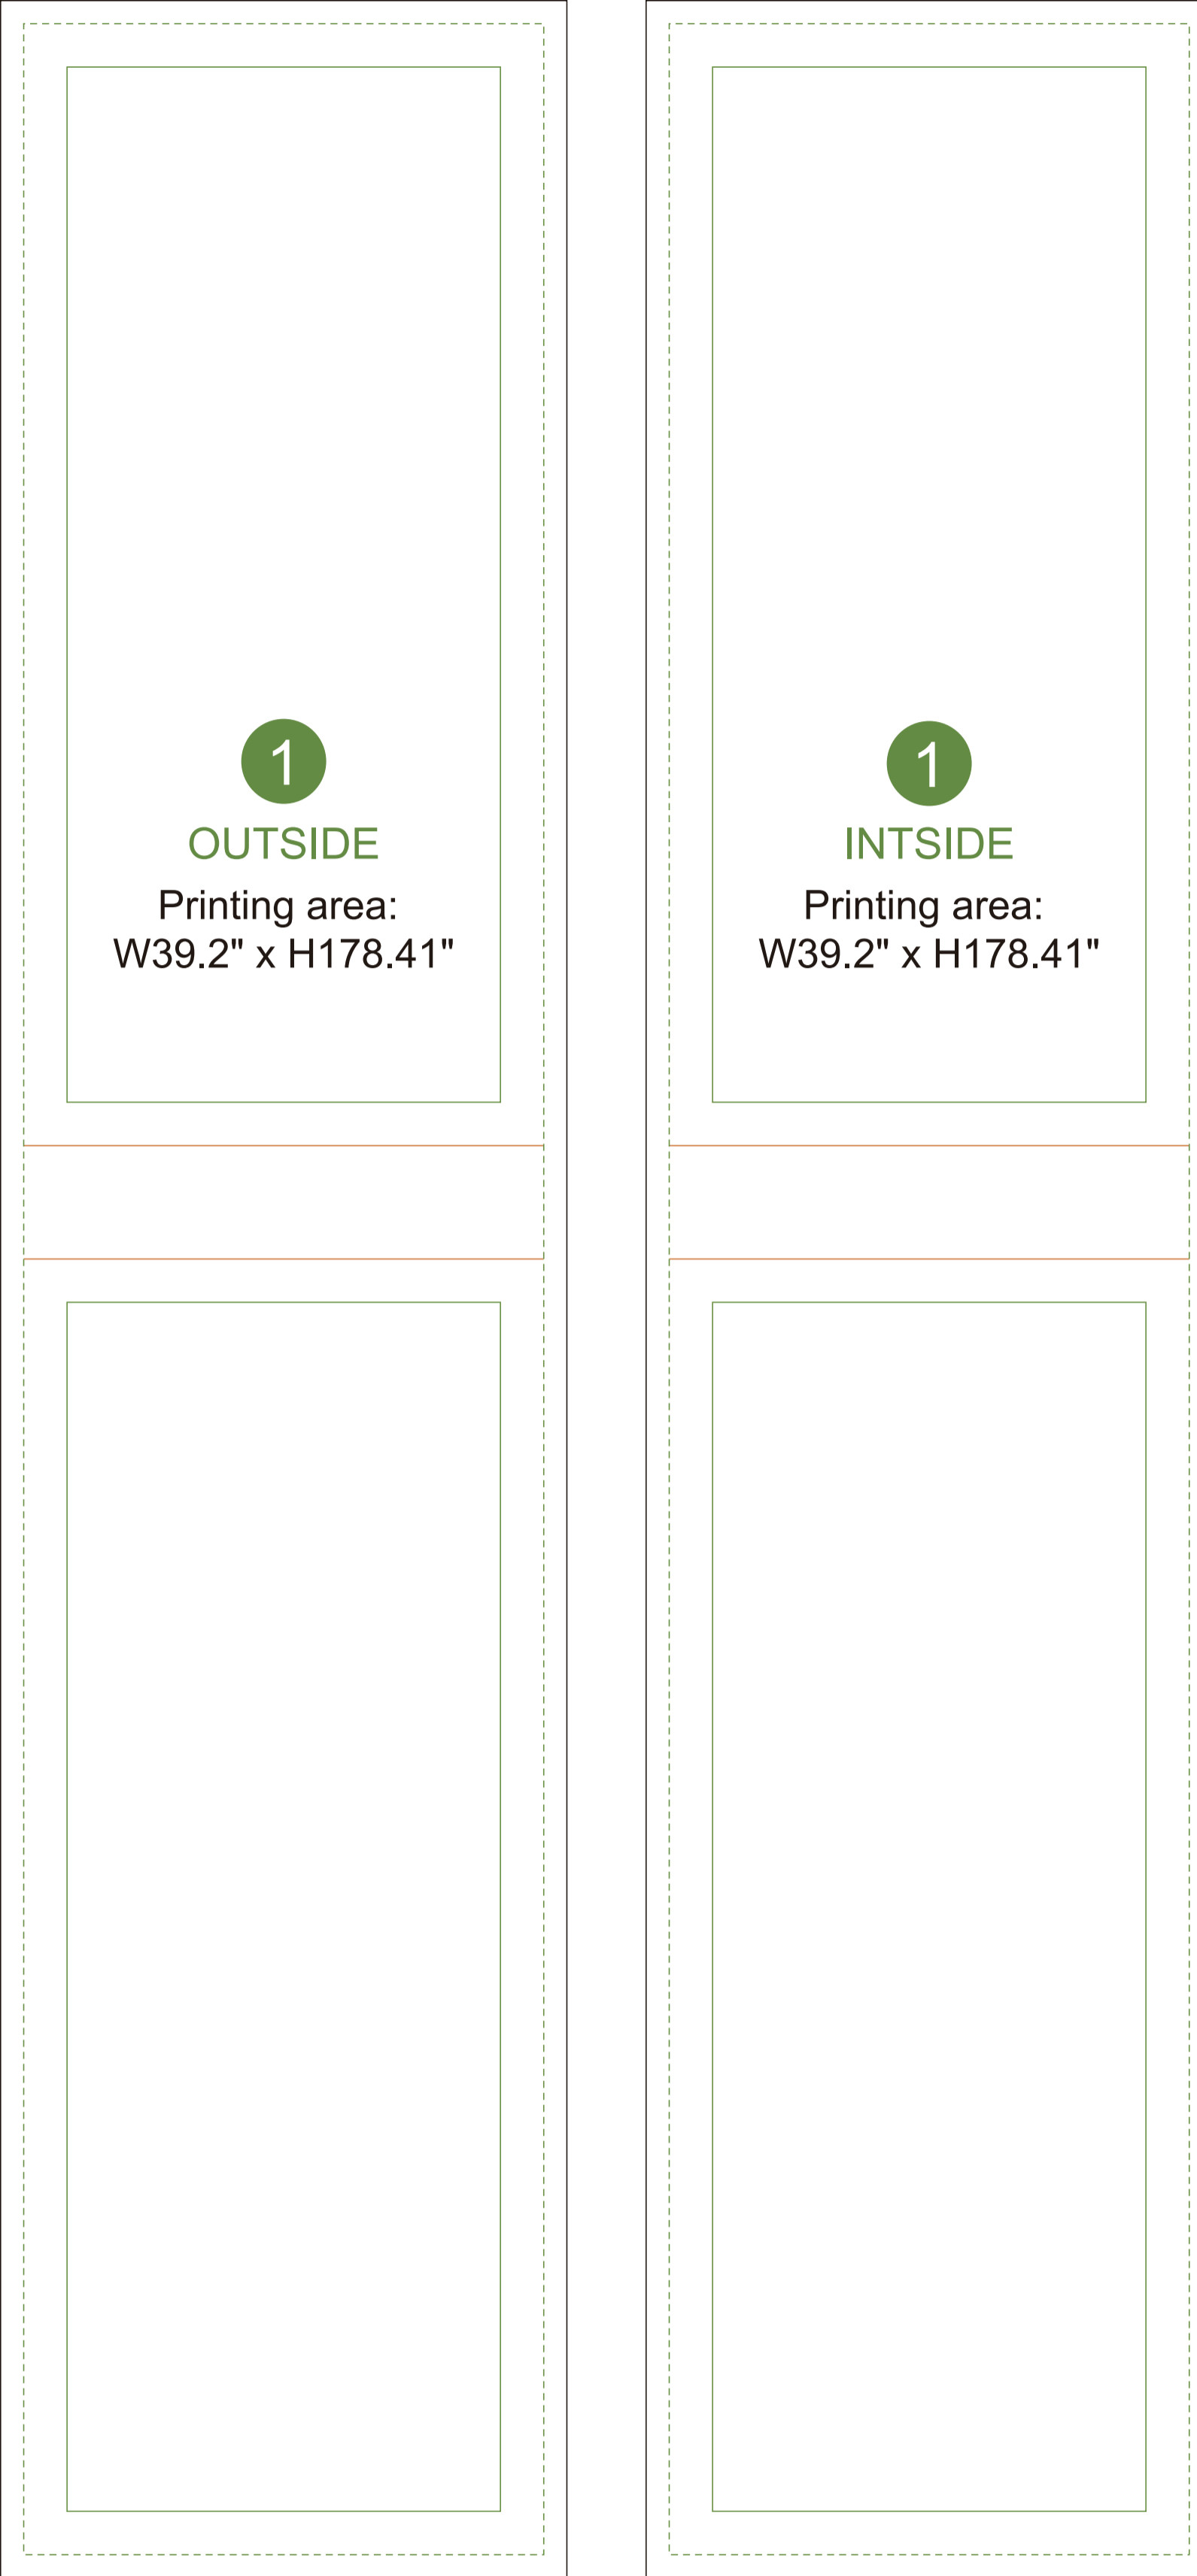 1
OUTSIDE
Printing area:
W39.2" x H178.41"
1
INTSIDE
Printing area:
W39.2" x H178.41"